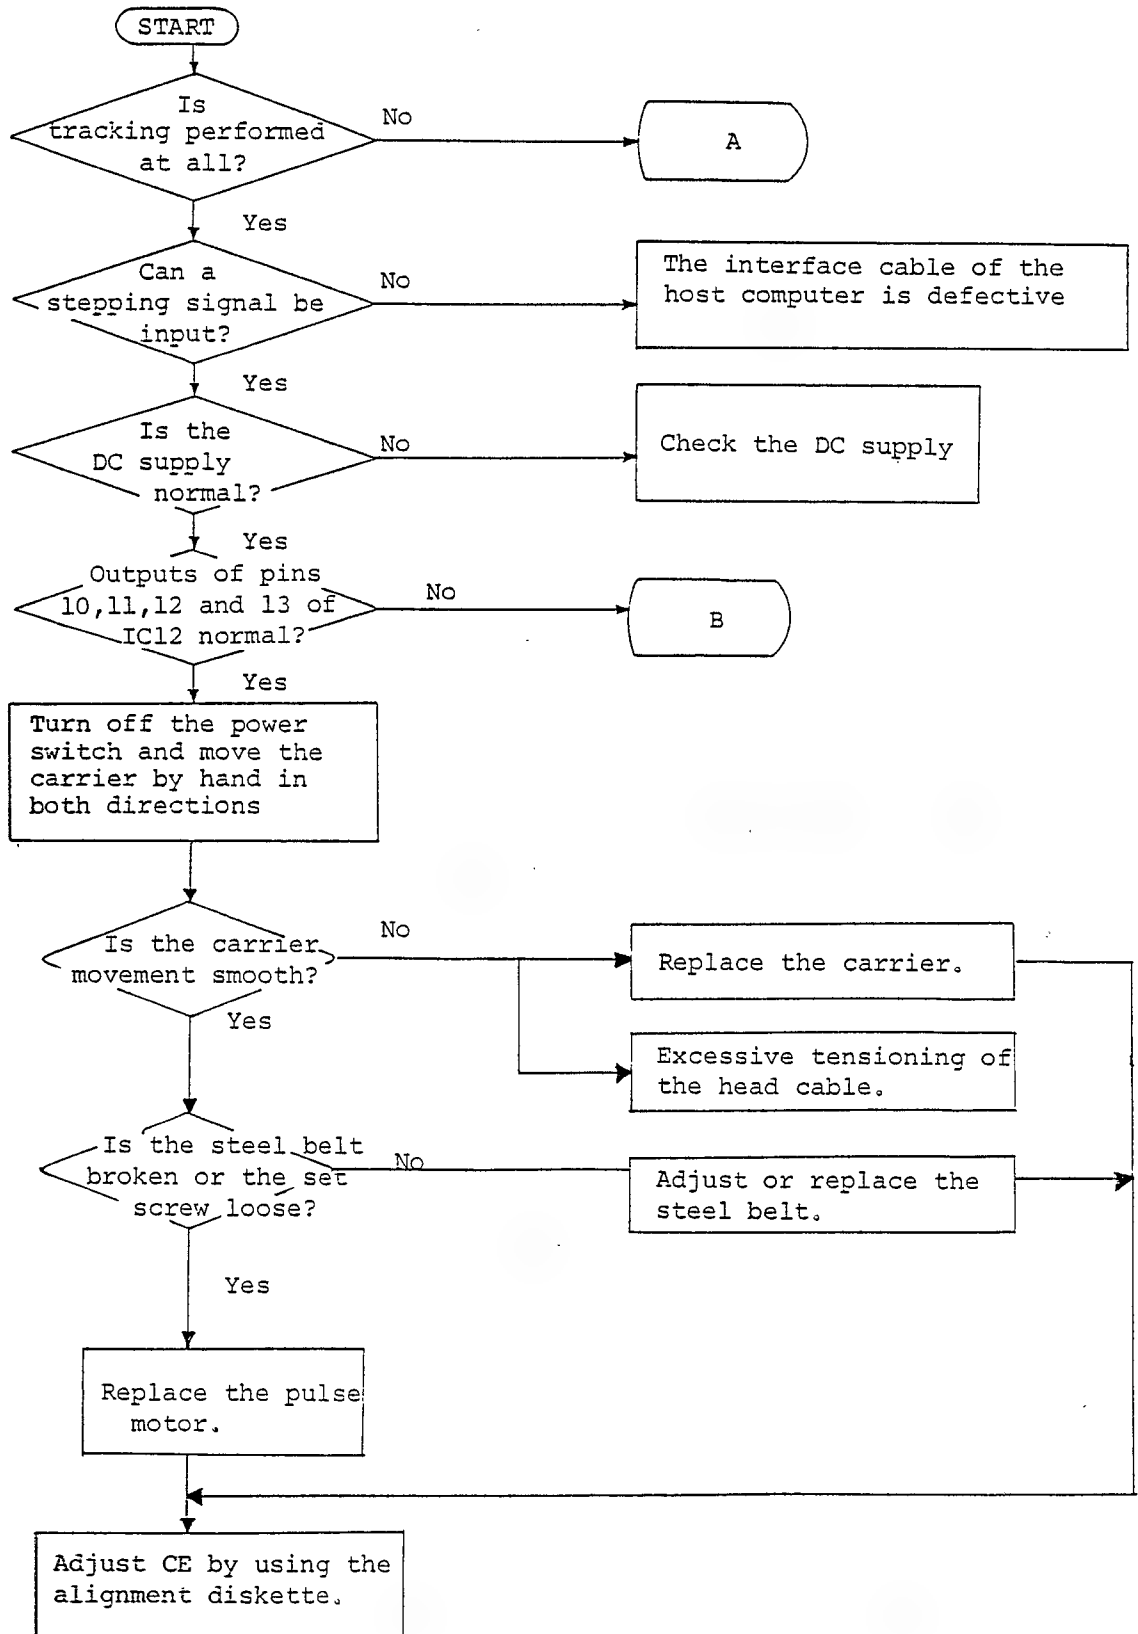 START
Is
tracking performed
at all?
No
A
Yes
Can a
stepping signal be
input?
No
The interface cable of the
host computer is defective
Yes
Is the
DC supply
normal?
No
Check the DC supply
Yes
Outputs of pins
10,11,12 and 13 of
IC12 normal?
No
B
Yes
Turn off the power
switch and move the
carrier by hand in
both directions
Is the carrier
movement smooth?
No
Replace the carrier.
Excessive tensioning of
the head cable.
Yes
Is the steel belt
broken or the set
screw loose?
No
Adjust or replace the
steel belt.
Yes
Replace the pulse
motor.
Adjust CE by using the
alignment diskette.